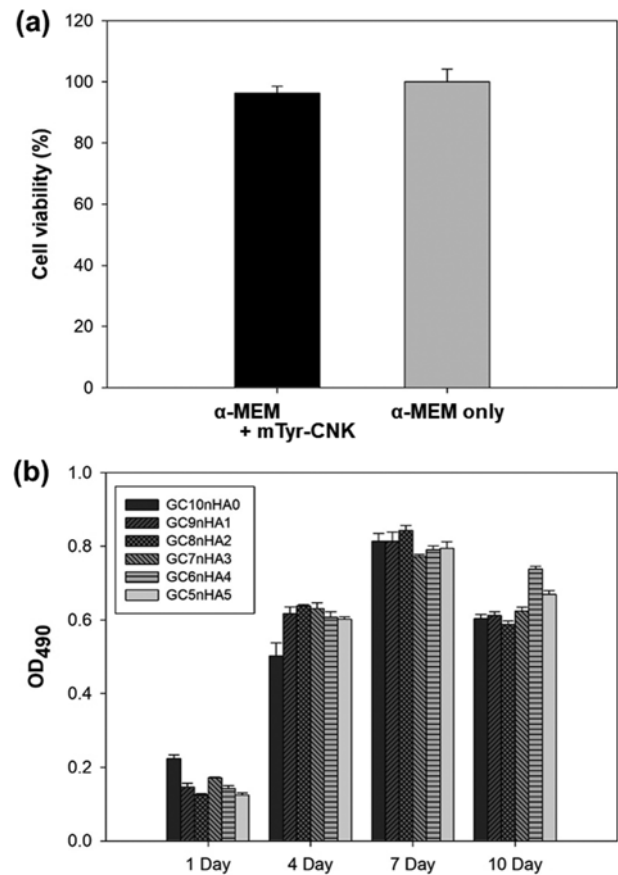 (a)
120
100
80
60
40
20
0
Cell viability (%)
α-MEM
+ mTyr-CNK
α-MEM only
(b)
1.0
0.8
0.6
0.4
0.2
0.0
OD490
GC10nHA0
GC9nHA1
GC8nHA2
GC7nHA3
GC6nHA4
GC5nHA5
1 Day
4 Day
7 Day
10 Day